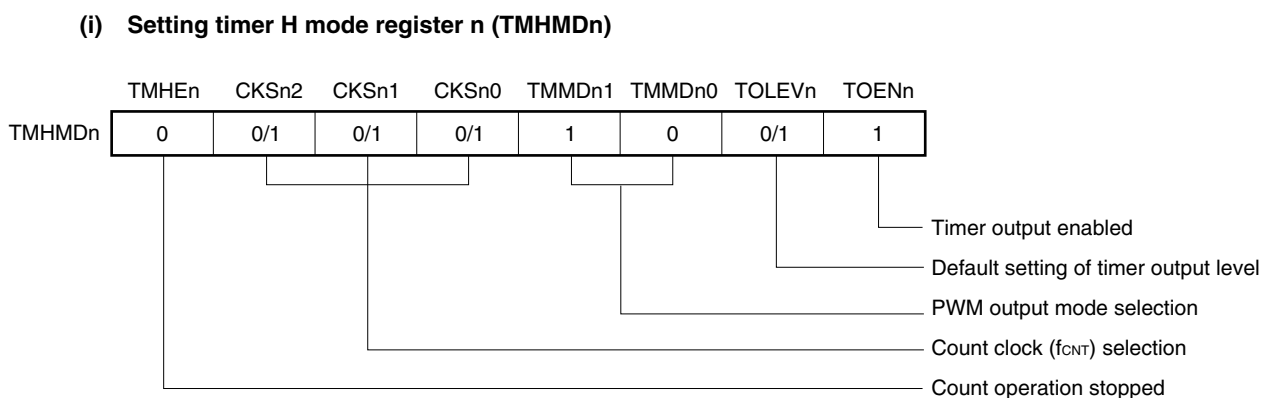 (i) Setting timer H mode register n (TMHMDn)
TMHEn CKSn2 CKSn1 CKSn0 TMMDn1 TMMDn0 TOLEVn TOENn
TMHMDn 0 0/1 0/1 0/1 1 0 0/1 1
Timer output enabled
Default setting of timer output level
PWM output mode selection
Count clock (fCNT) selection
Count operation stopped